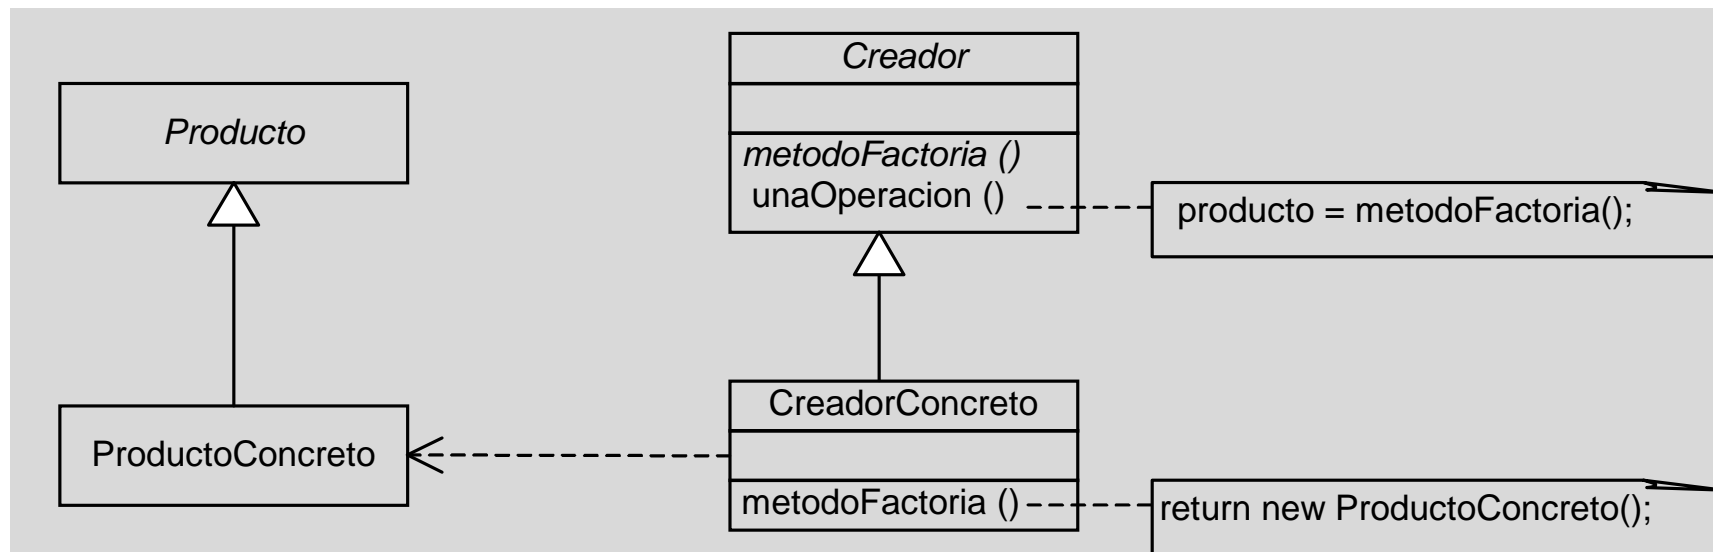 Creador
Producto
metodoFactoria ()
unaOperacion ()
producto = metodoFactoria();
CreadorConcreto
ProductoConcreto
metodoFactoria ()
return new ProductoConcreto();